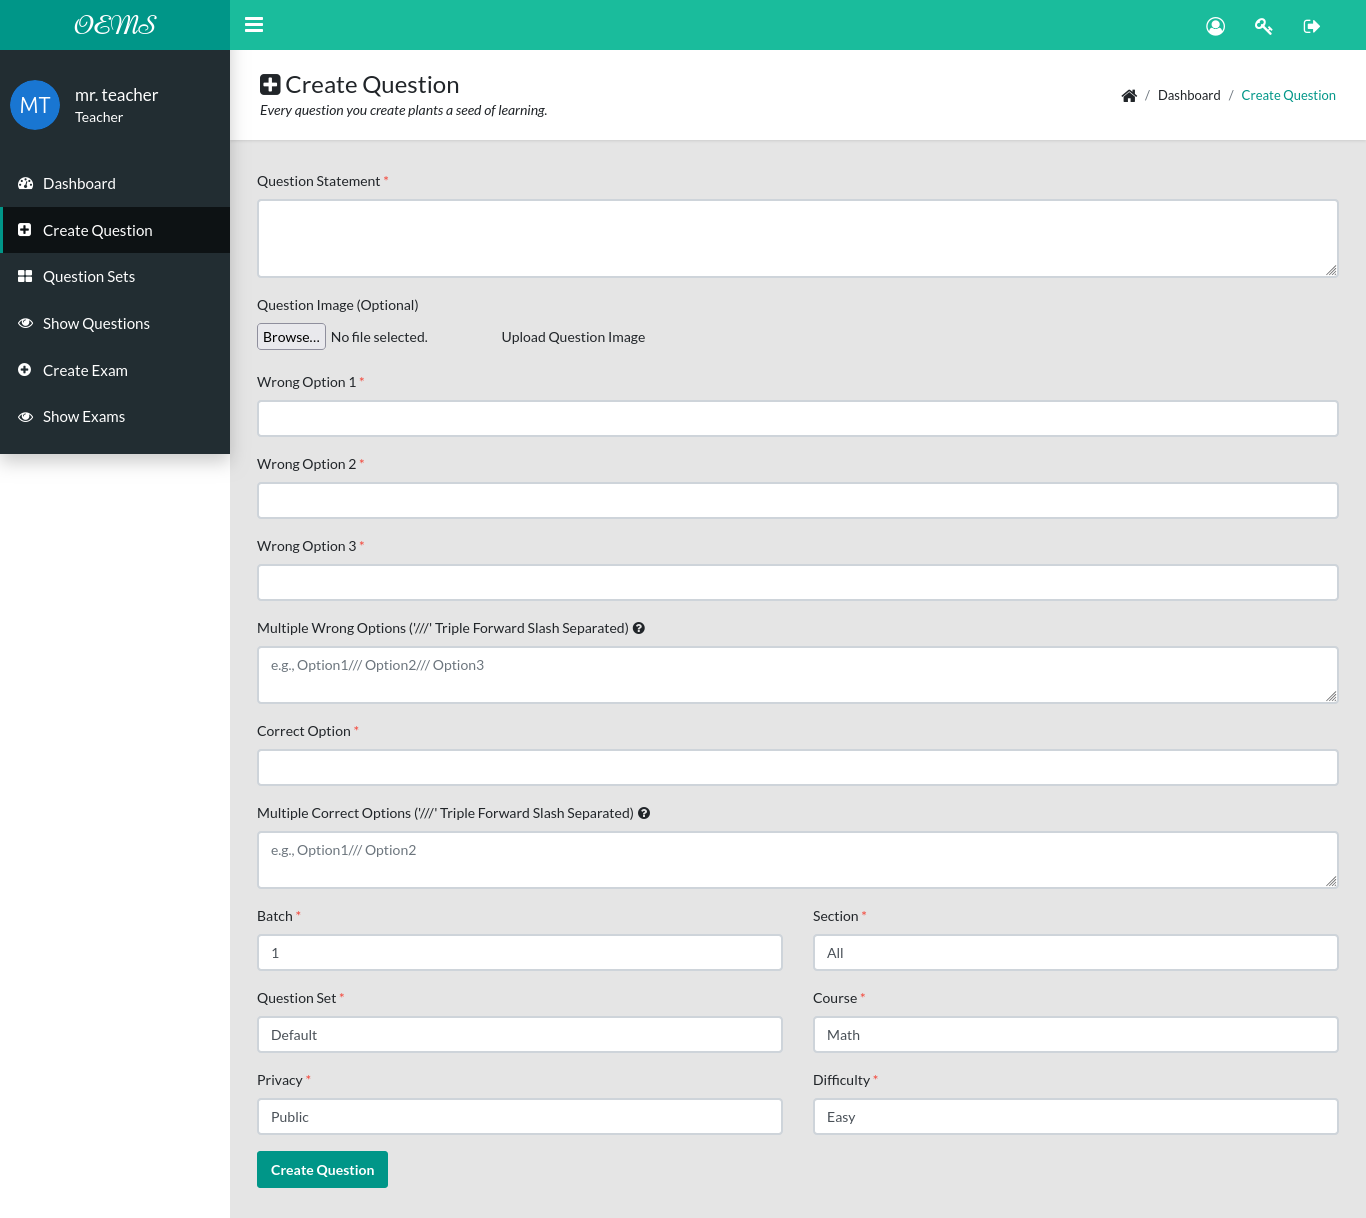 OEMS
MT
mr. teacher
Teacher
Dashboard
Create Question
Question Sets
Show Questions
Create Exam
Show Exams
Create Question
Every question you create plants a seed of learning.
/ Dashboard / Create Question
Question Statement *
Question Image (Optional)
Browse... No file selected. Upload Question Image
Wrong Option 1 *
Wrong Option 2 *
Wrong Option 3 *
Multiple Wrong Options ('///' Triple Forward Slash Separated)
e.g., Option1/// Option2/// Option3
Correct Option *
Multiple Correct Options ('///' Triple Forward Slash Separated)
e.g., Option1/// Option2
Batch * Section *
1 All
Question Set * Course *
Default Math
Privacy * Difficulty *
Public Easy
Create Question